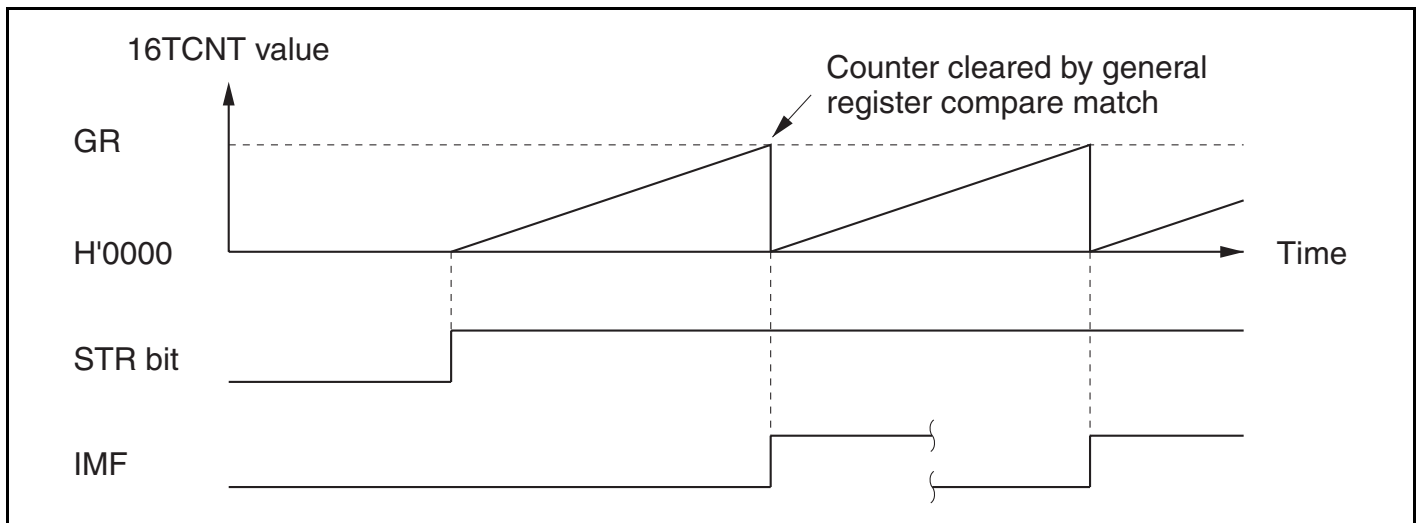 16TCNT value
Counter cleared by general
register compare match
GR
H'0000
Time
STR bit
IMF